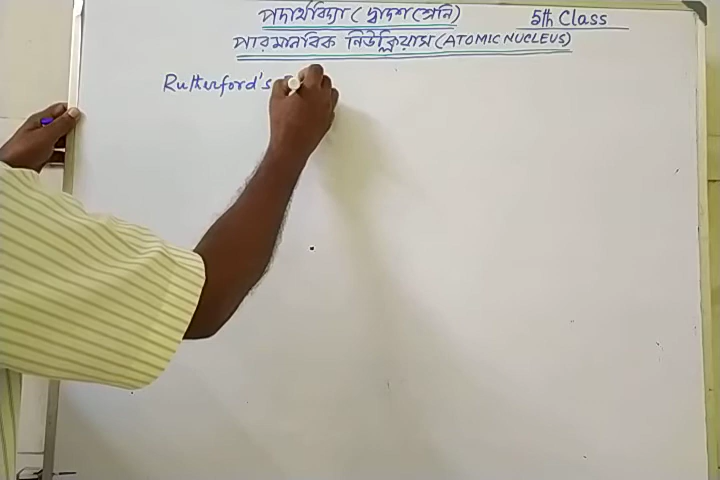 পদার্থবিদ্যা (দ্বাদশ শ্রেনি) 5th Class
পারমানবিক নিউক্লিয়াস (ATOMIC NUCLEUS)
Rutherford's